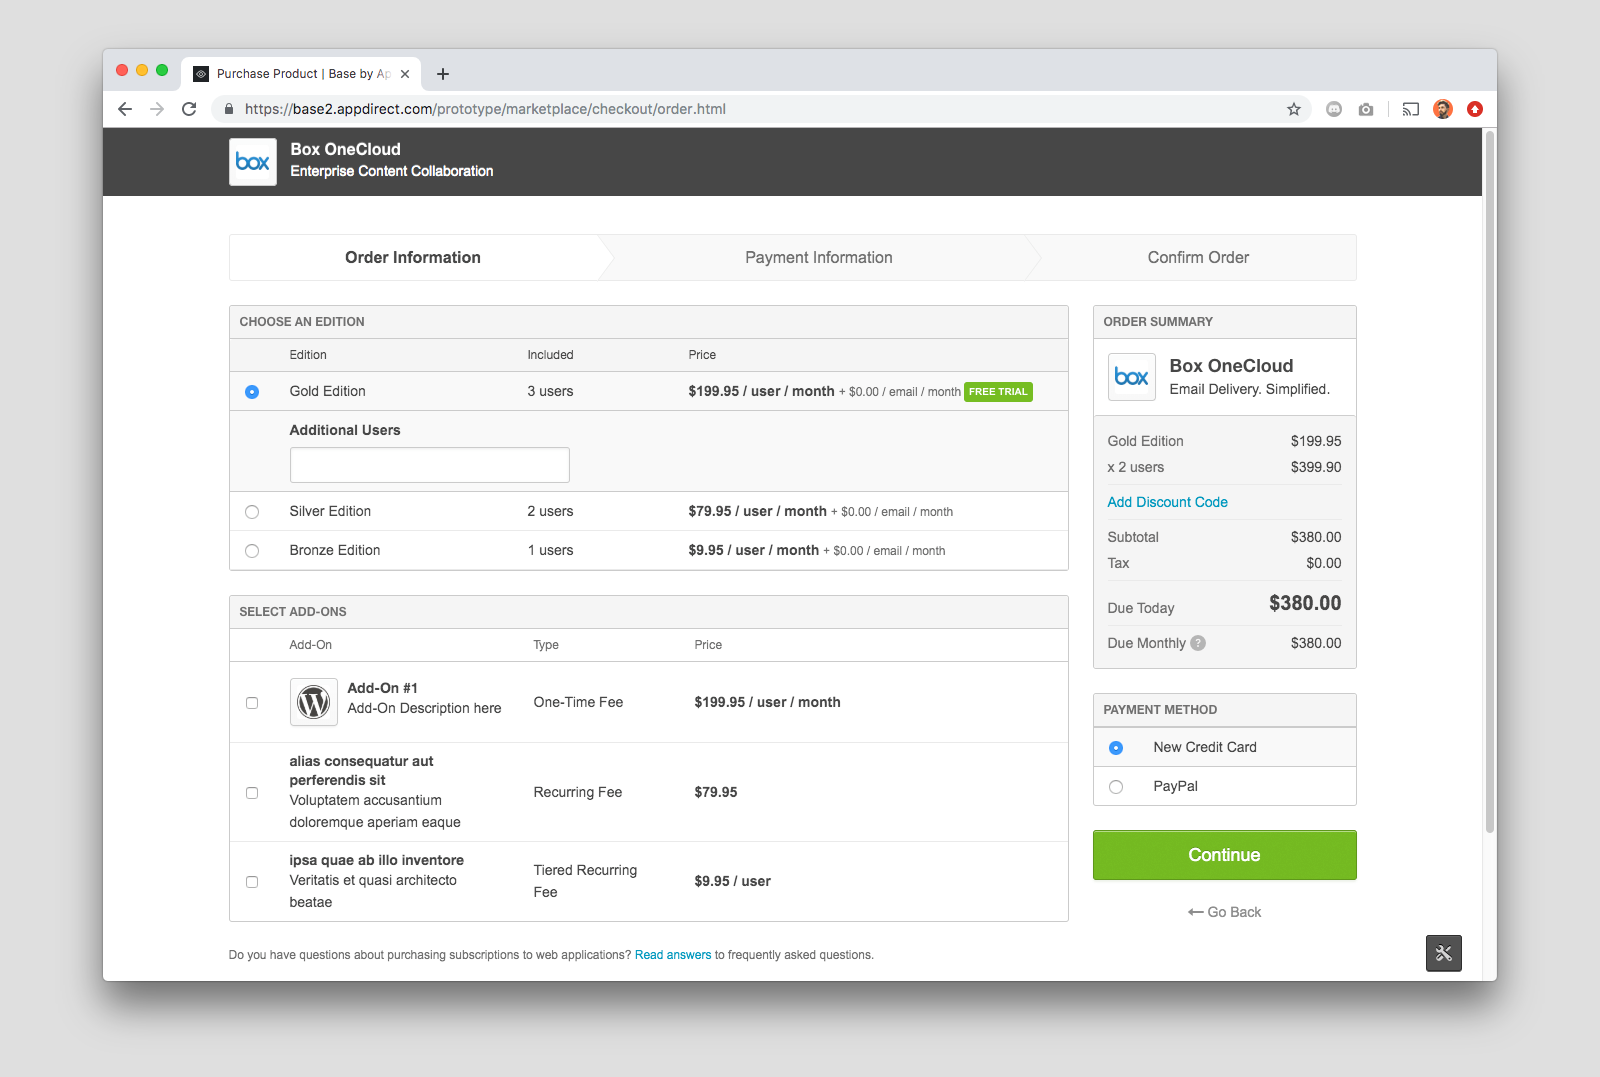 Purchase Product | Base by Ap
https://base2.appdirect.com/prototype/marketplace/checkout/order.html
box
Box OneCloud
Enterprise Content Collaboration
Order Information
Payment Information
Confirm Order
CHOOSE AN EDITION
Edition Included Price
Gold Edition 3 users $199.95 / user / month + $0.00 / email / month FREE TRIAL
Additional Users
Silver Edition 2 users $79.95 / user / month + $0.00 / email / month
Bronze Edition 1 users $9.95 / user / month + $0.00 / email / month
SELECT ADD-ONS
Add-On Type Price
Add-On #1
Add-On Description here
One-Time Fee
$199.95 / user / month
alias consequatur aut
perferendis sit
Voluptatem accusantium
doloremque aperiam eaque
Recurring Fee
$79.95
ipsa quae ab illo inventore
Veritatis et quasi architecto
beatae
Tiered Recurring
Fee
$9.95 / user
Do you have questions about purchasing subscriptions to web applications? Read answers to frequently asked questions.
ORDER SUMMARY
box
Box OneCloud
Email Delivery. Simplified.
Gold Edition $199.95
x 2 users $399.90
Add Discount Code
Subtotal $380.00
Tax $0.00
Due Today $380.00
Due Monthly ? $380.00
PAYMENT METHOD
New Credit Card
PayPal
Continue
Go Back